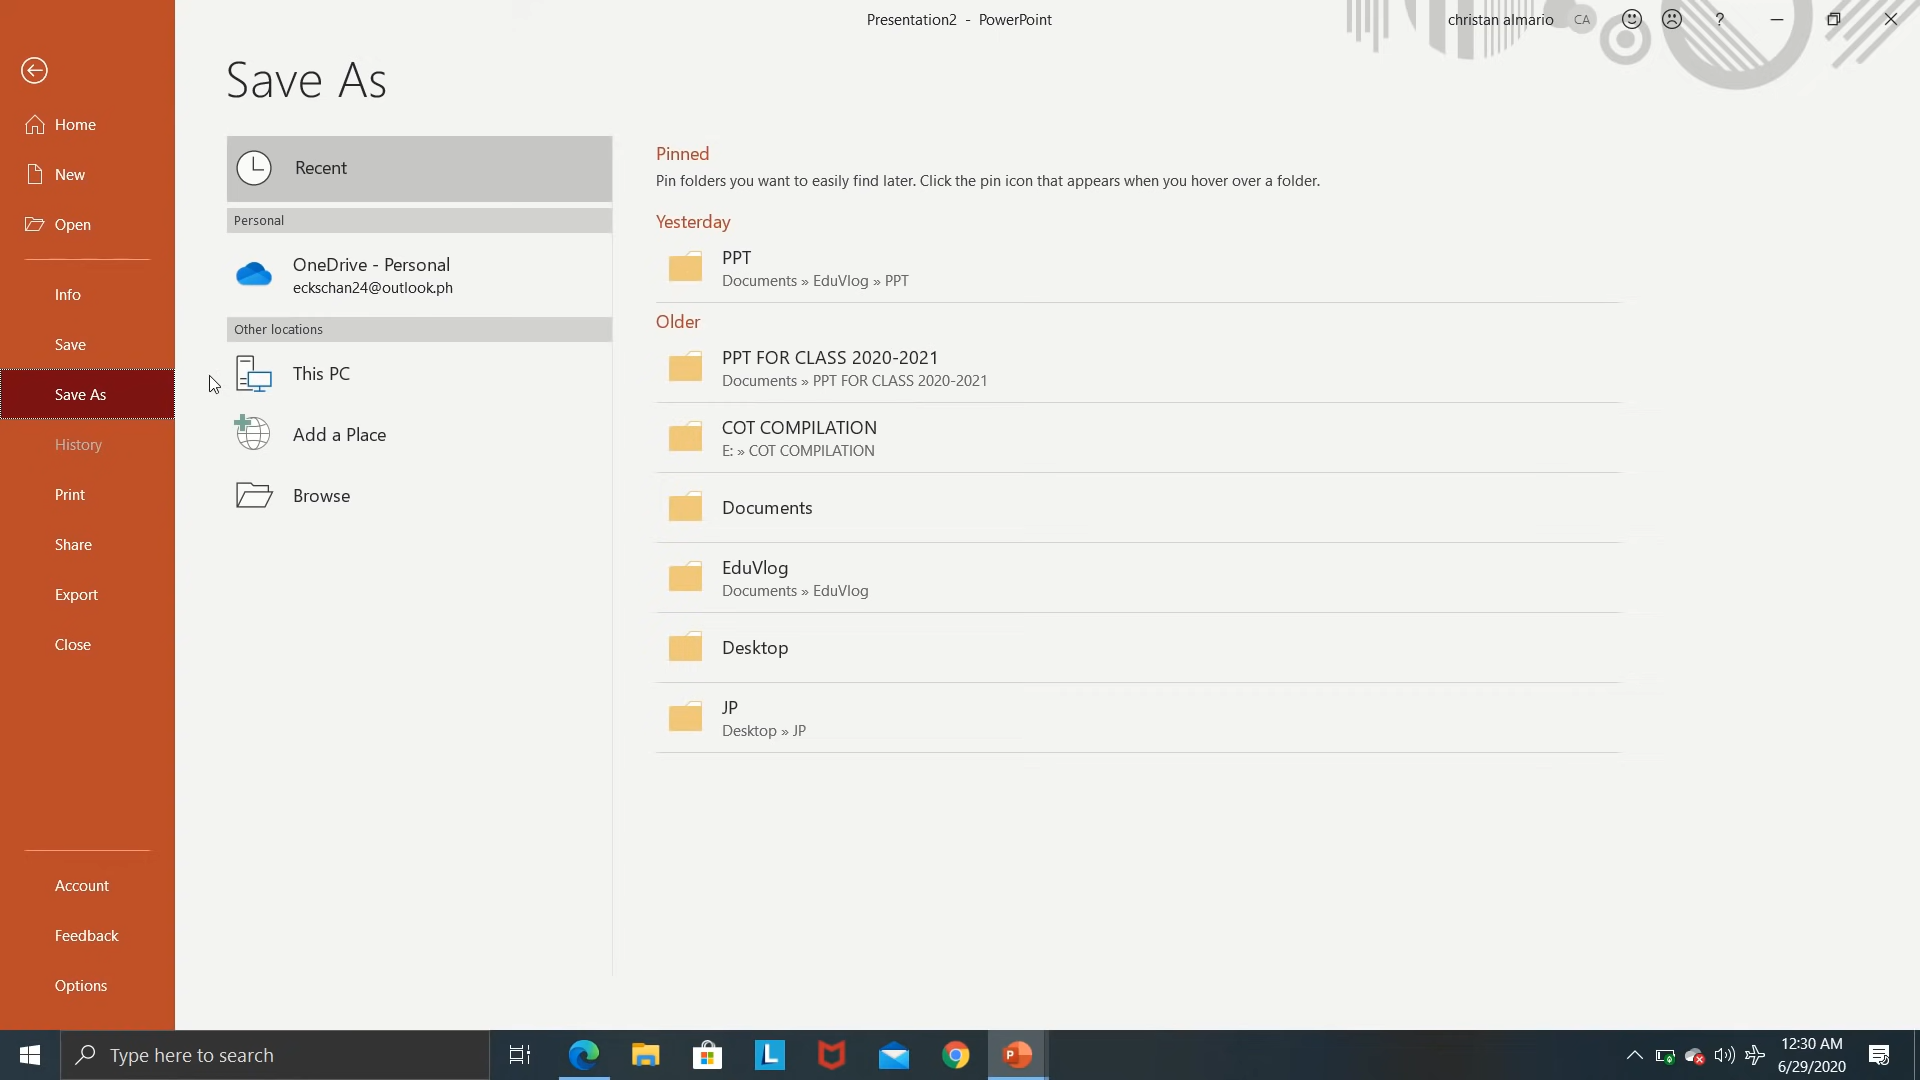 Presentation2 - PowerPoint
christan almario
CA
?
Save As
Home
New
Open
Info
Save
Save As
History
Print
Share
Export
Close
Account
Feedback
Options
Recent
Personal
OneDrive - Personal
eckschan24@outlook.ph
Other locations
This PC
Add a Place
Browse
Pinned
Pin folders you want to easily find later. Click the pin icon that appears when you hover over a folder.
Yesterday
PPT
Documents » EduVlog » PPT
Older
PPT FOR CLASS 2020-2021
Documents » PPT FOR CLASS 2020-2021
COT COMPILATION
E: » COT COMPILATION
Documents
EduVlog
Documents » EduVlog
Desktop
JP
Desktop » JP
Type here to search
L
P
12:30 AM
6/29/2020